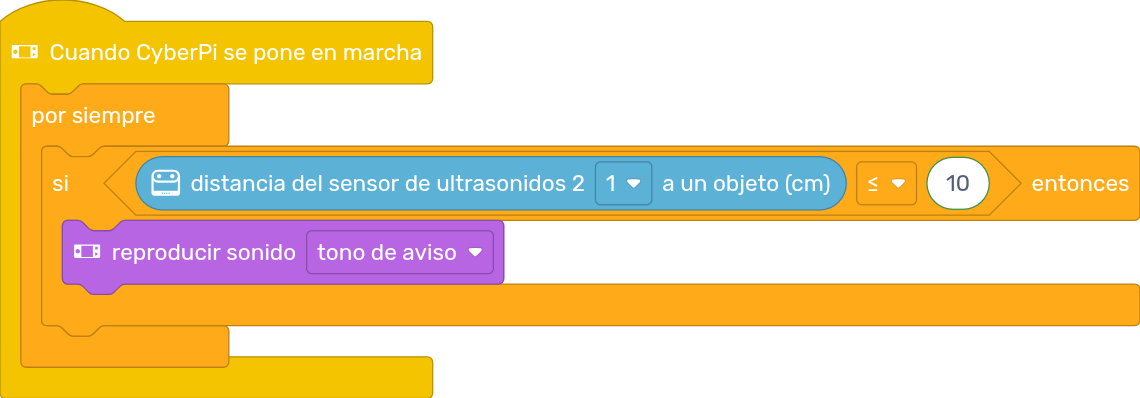 Cuando CyberPi se pone en marcha
por siempre
si distancia del sensor de ultrasonidos 2 1 a un objeto (cm) ≤ 10 entonces
reproducir sonido tono de aviso